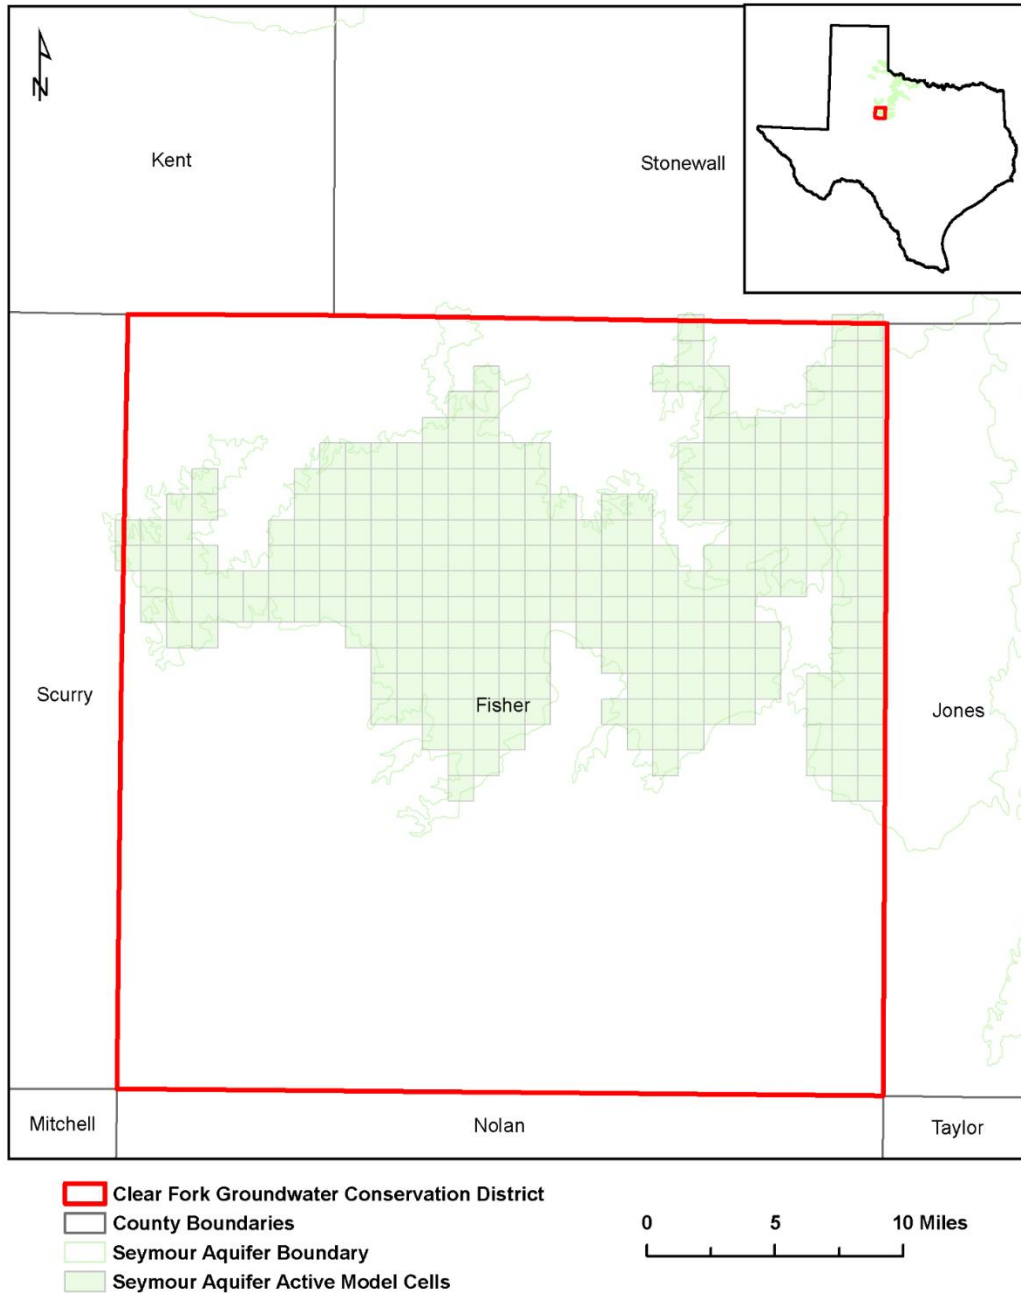 N
Kent
Stonewall
Scurry
Fisher
Jones
Mitchell
Nolan
Taylor
Clear Fork Groundwater Conservation District
County Boundaries
Seymour Aquifer Boundary
Seymour Aquifer Active Model Cells
0 5 10 Miles